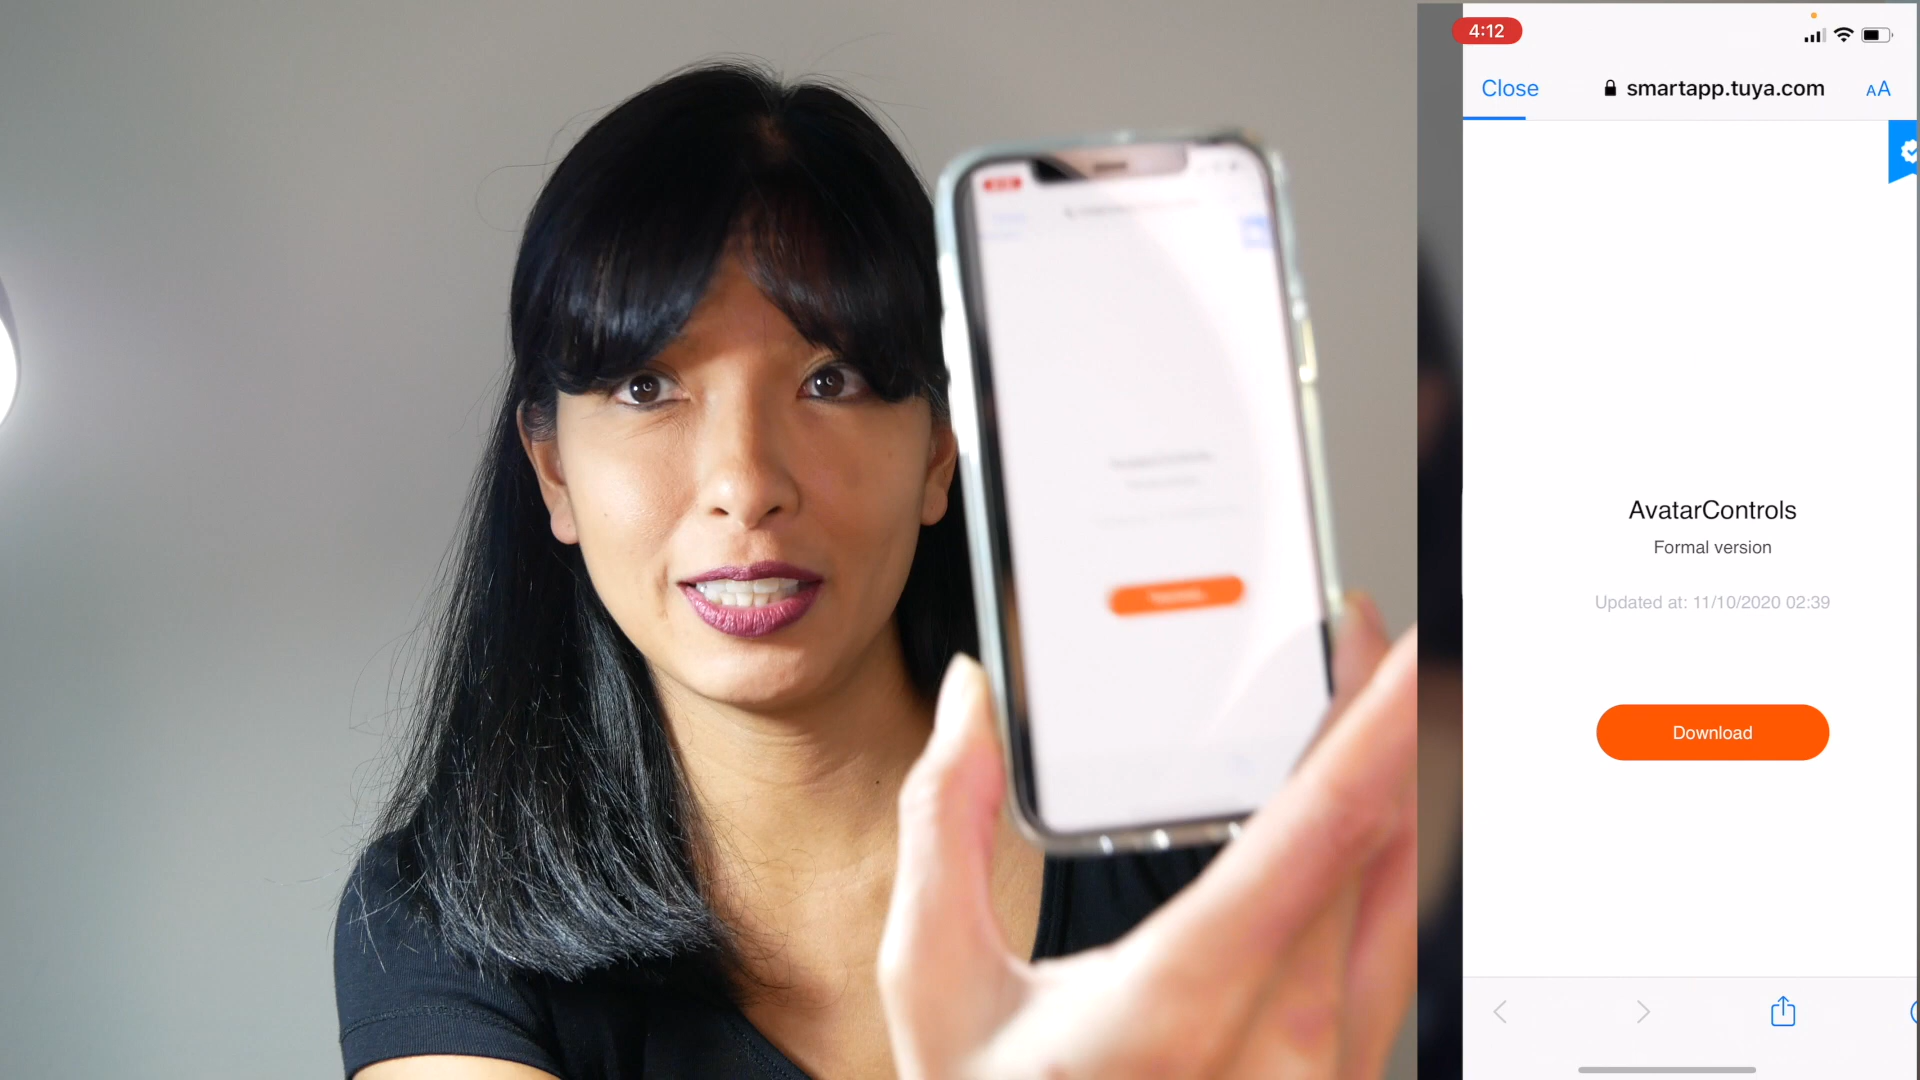 4:12
Close
smartapp.tuya.com
AA
AvatarControls
Formal version
Updated at: 11/10/2020 02:39
Download